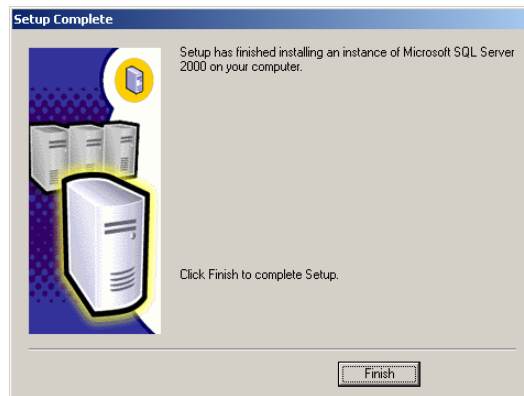 Setup Complete
Setup has finished installing an instance of Microsoft SQL Server
2000 on your computer.
Click Finish to complete Setup.
Finish